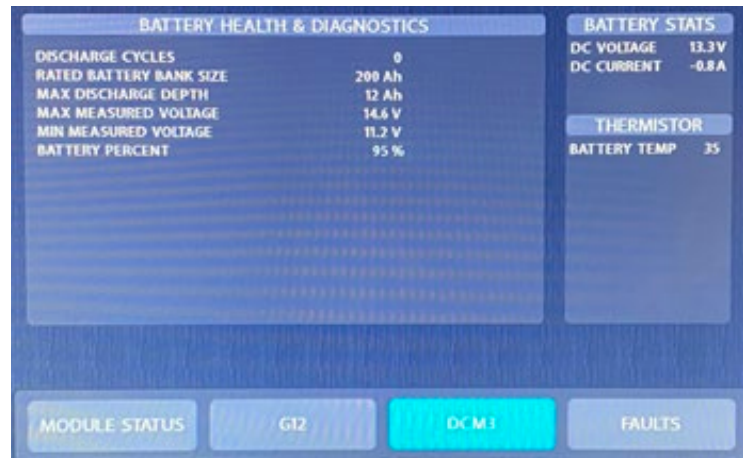 BATTERY HEALTH & DIAGNOSTICS
DISCHARGE CYCLES 0
RATED BATTERY BANK SIZE 200 Ah
MAX DISCHARGE DEPTH 12 Ah
MAX MEASURED VOLTAGE 14.6 V
MIN MEASURED VOLTAGE 11.2 V
BATTERY PERCENT 95 %
BATTERY STATS
DC VOLTAGE 13.3 V
DC CURRENT -0.8 A
THERMISTOR
BATTERY TEMP 35
MODULE STATUS
G12
DCM3
FAULTS